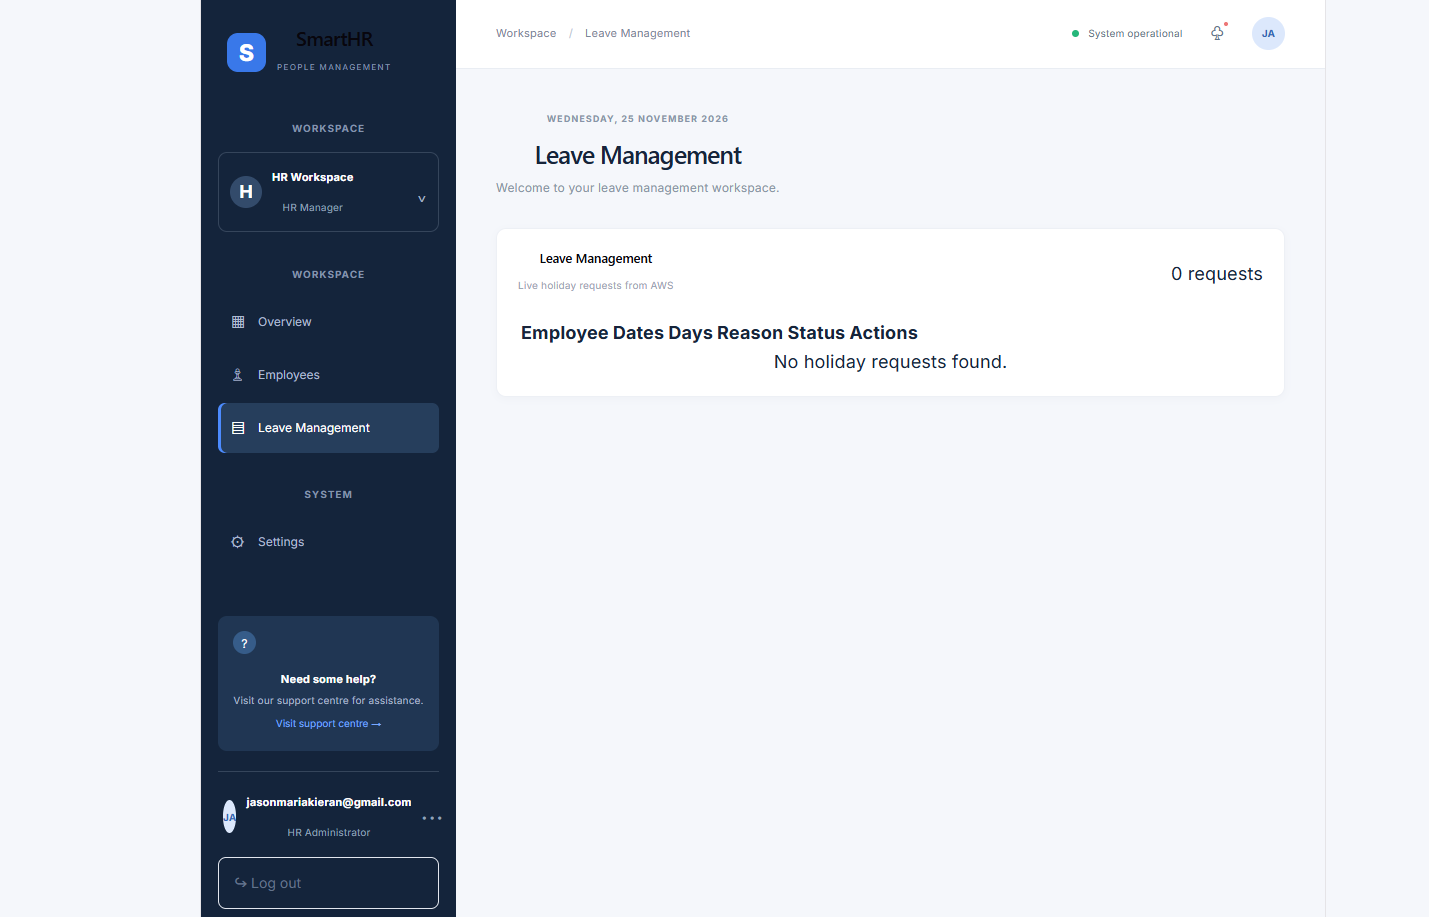 S
SmartHR
PEOPLE MANAGEMENT
WORKSPACE
H
HR Workspace
HR Manager
v
WORKSPACE
Overview
Employees
Leave Management
SYSTEM
Settings
?
Need some help?
Visit our support centre for assistance.
Visit support centre →
JA
jasonmariakieran@gmail.com
HR Administrator
•••
↪ Log out
Workspace / Leave Management
System operational
JA
WEDNESDAY, 25 NOVEMBER 2026
Leave Management
Welcome to your leave management workspace.
Leave Management
Live holiday requests from AWS
0 requests
Employee Dates Days Reason Status Actions
No holiday requests found.